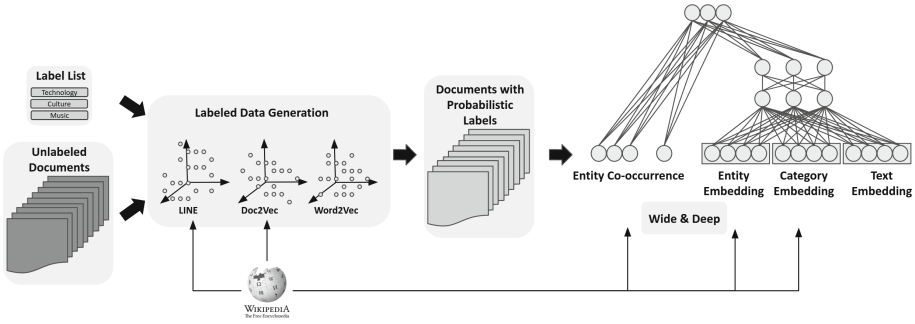 Label List
Technology
Culture
Music
Unlabeled
Documents
Labeled Data Generation
LINE
Doc2Vec
Word2Vec
Documents with
Probabilistic
Labels
Entity Co-occurrence
Entity
Embedding
Category
Embedding
Text
Embedding
Wide & Deep
WIKIPEDIA
The Free Encyclopedia